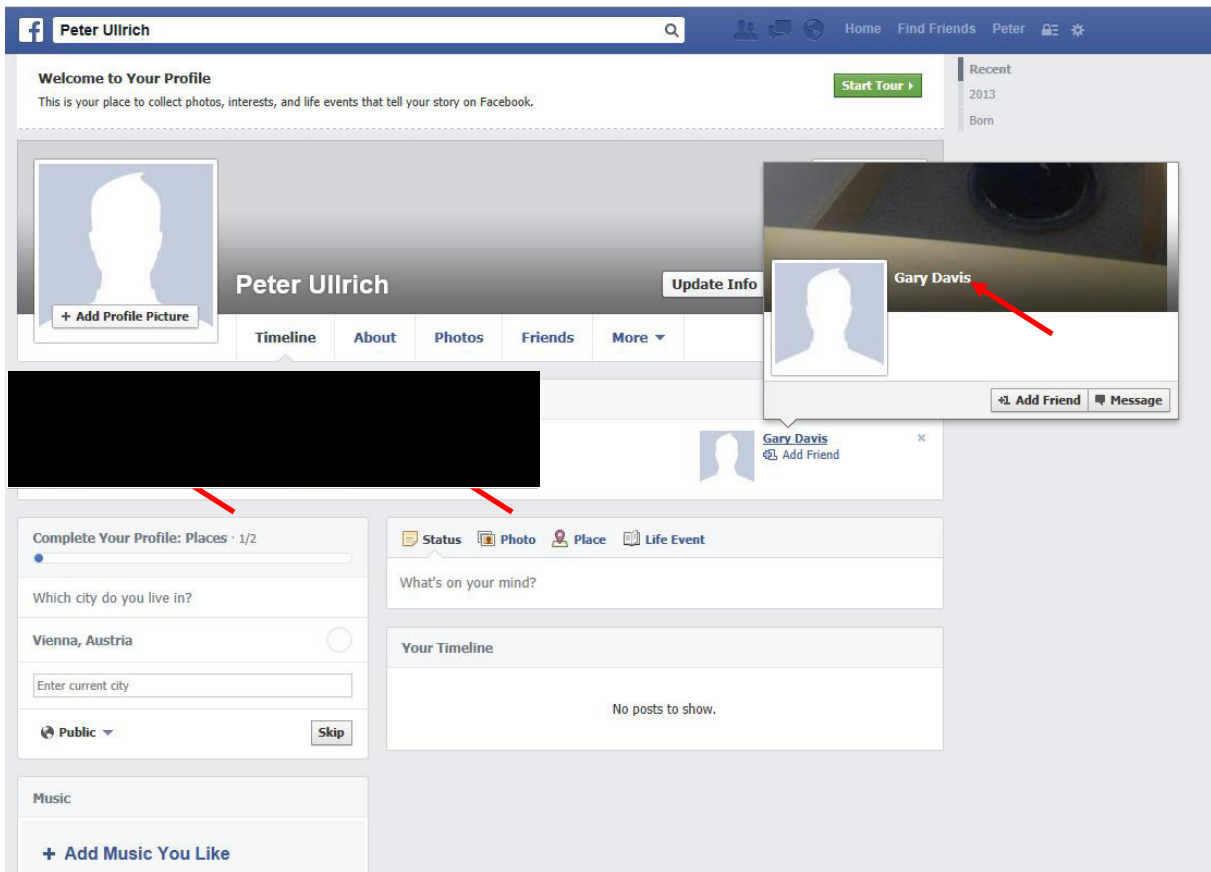 Peter Ullrich
Home Find Friends Peter
Welcome to Your Profile
This is your place to collect photos, interests, and life events that tell your story on Facebook.
Start Tour
Recent
2013
Born
Peter Ullrich
Update Info
+ Add Profile Picture
Timeline About Photos Friends More
Gary Davis
+1 Add Friend Message
Gary Davis
+1 Add Friend
x
Complete Your Profile: Places · 1/2
Which city do you live in?
Vienna, Austria
Enter current city
Public
Skip
Status Photo Place Life Event
What's on your mind?
Your Timeline
No posts to show.
Music
+ Add Music You Like